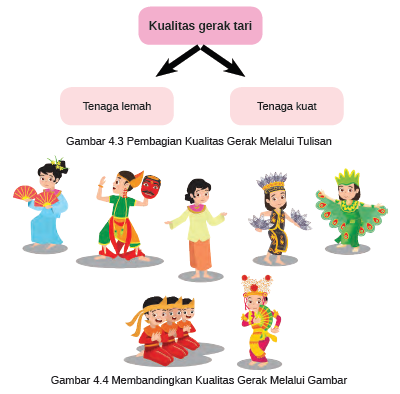 Kualitas gerak tari
Tenaga lemah
Tenaga kuat
Gambar 4.3 Pembagian Kualitas Gerak Melalui Tulisan
Gambar 4.4 Membandingkan Kualitas Gerak Melalui Gambar